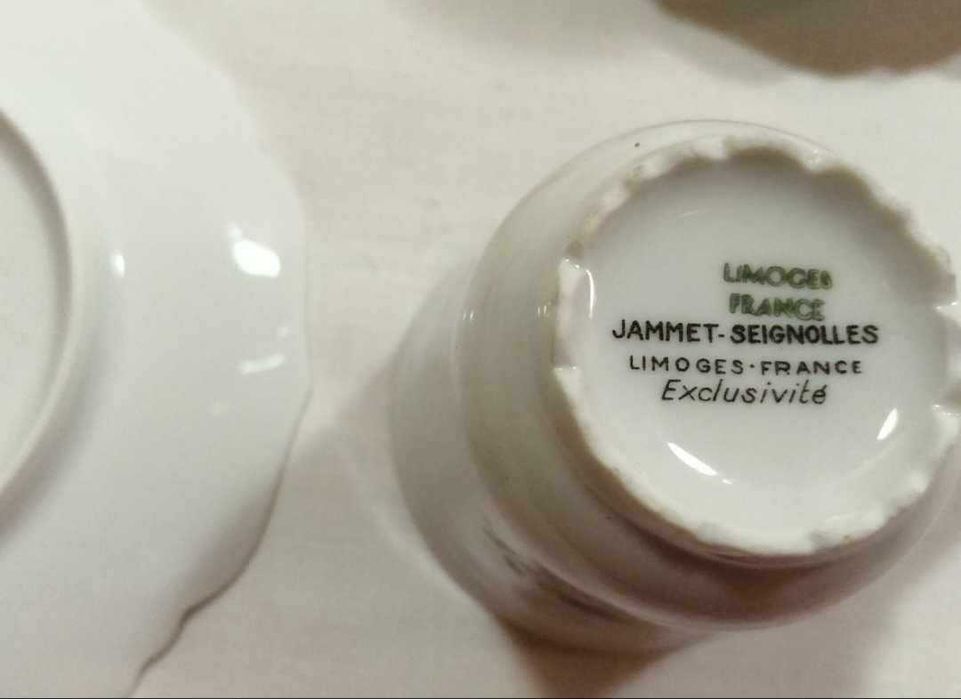 LIMOGES
FRANCE
JAMMET-SEIGNOLLES
LIMOGES·FRANCE
Exclusivité